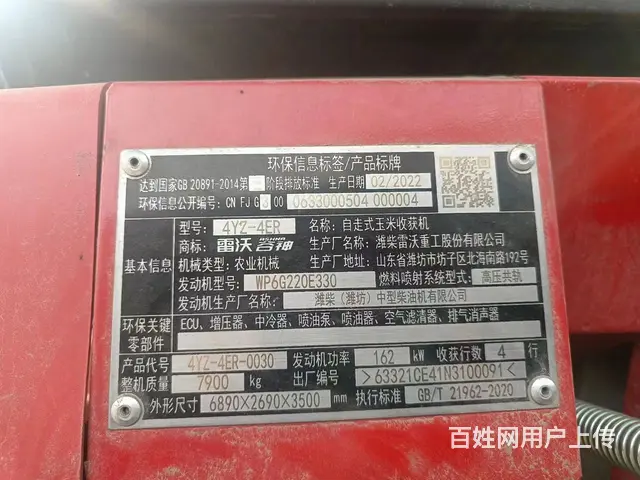 环保信息标签/产品标牌
达到国家GB 20891-2014第三阶段排放标准 生产日期 02/2022
环保信息公开编号: CN FJ G3 00 0633000504 000004
基本信息
型号: 4YZ-4ER 名称: 自走式玉米收获机
商标: 雷沃谷神 生产厂名称: 潍柴雷沃重工股份有限公司
机械类型: 农业机械 生产厂地址: 山东省潍坊市坊子区北海南路192号
发动机型号: WP6G220E330 燃料喷射系统型式: 高压共轨
发动机生产厂名称: 潍柴(潍坊)中型柴油机有限公司
环保关键零部件
ECU、增压器、中冷器、喷油泵、喷油器、空气滤清器、排气消声器
产品代号 4YZ-4ER-0030 发动机功率 162 kW 收获行数 4 行
整机质量 7900 kg 出厂编号 >63321CE41N3100091<
外形尺寸 6890×2690×3500 mm 执行标准 GB/T 21962-2020
百姓网用户上传